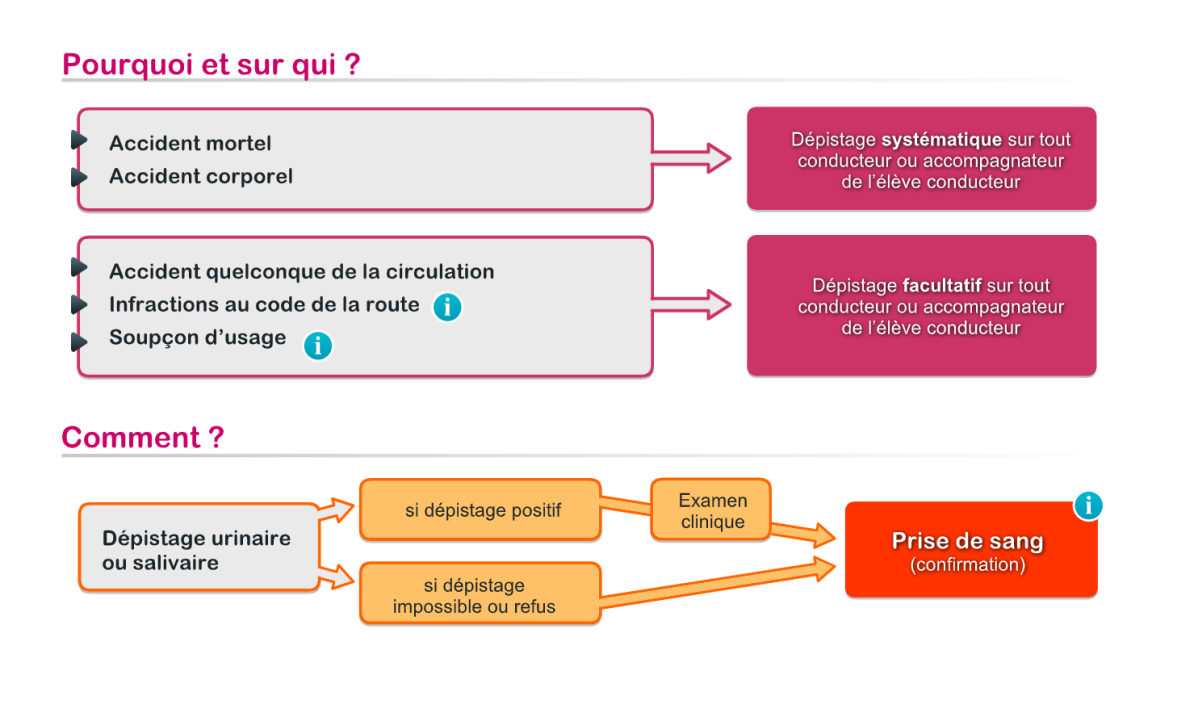 Pourquoi et sur qui ?
Accident mortel
Accident corporel
Dépistage systématique sur tout
conducteur ou accompagnateur
de l'élève conducteur
Accident quelconque de la circulation
Infractions au code de la route i
Soupçon d'usage i
Dépistage facultatif sur tout
conducteur ou accompagnateur
de l'élève conducteur
Comment ?
Dépistage urinaire
ou salivaire
si dépistage positif
Examen
clinique
si dépistage
impossible ou refus
i
Prise de sang
(confirmation)